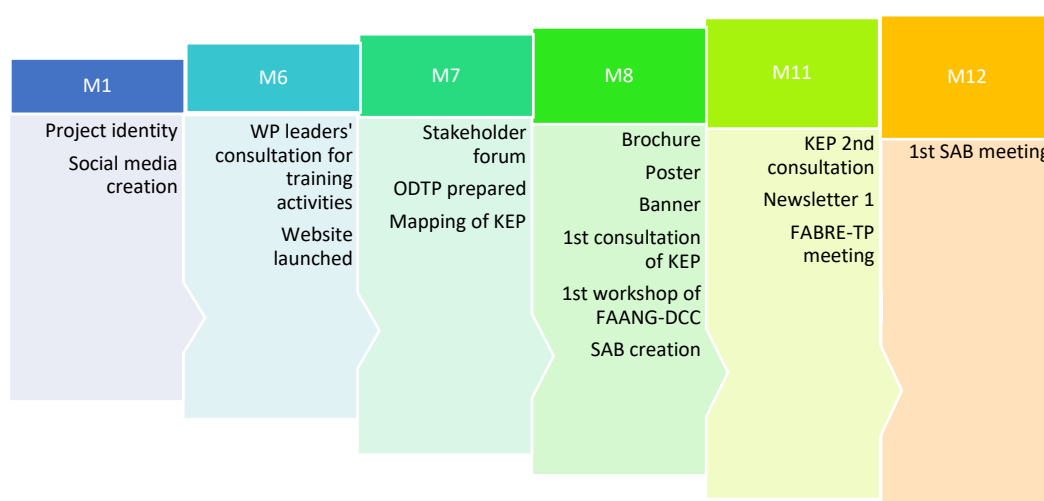 M1
Project identity
Social media
creation
M6
WP leaders'
consultation for
training
activities
Website
launched
M7
Stakeholder
forum
ODTP prepared
Mapping of KEP
M8
Brochure
Poster
Banner
1st consultation
of KEP
1st workshop of
FAANG-DCC
SAB creation
M11
KEP 2nd
consultation
Newsletter 1
FABRE-TP
meeting
M12
1st SAB meeting